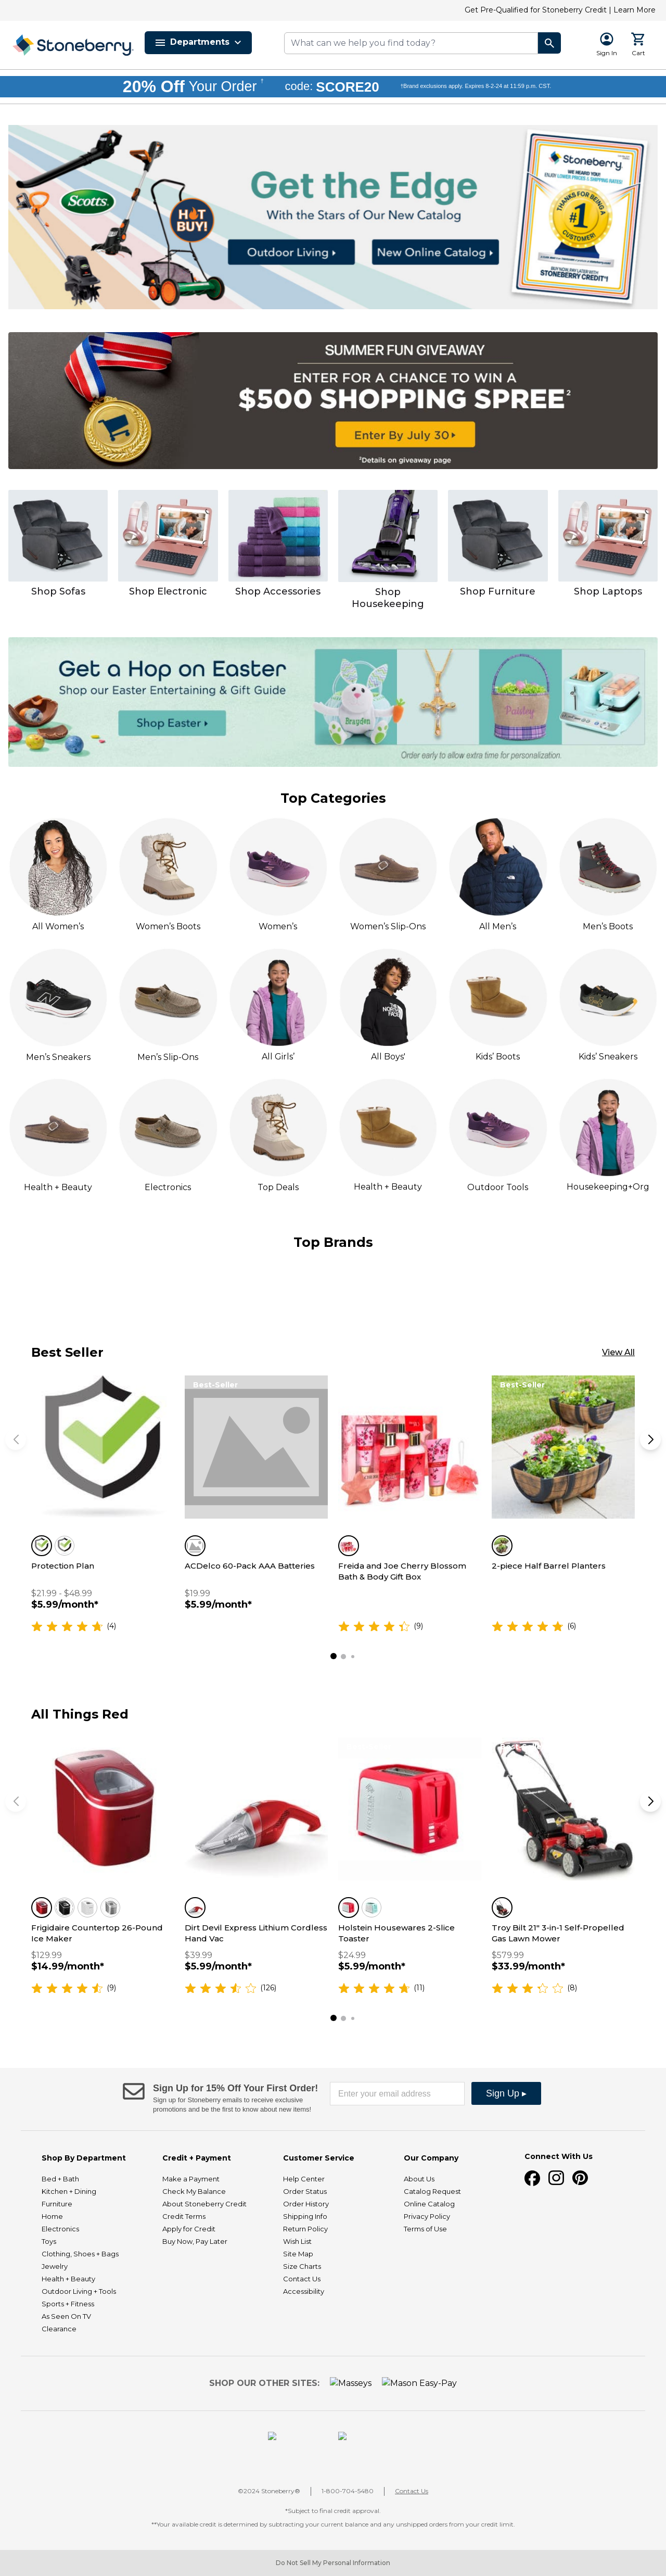 Get Pre-Qualified for Stoneberry Credit | Learn More
Stoneberry
Departments
What can we help you find today?
Sign In
Cart
20% Off Your Order †
code: SCORE20
†Brand exclusions apply. Expires 8-2-24 at 11:59 p.m. CST.
Scotts
HOT BUY!
Get the Edge
With the Stars of Our New Catalog
Outdoor Living
New Online Catalog
Stoneberry
WE HEARD YOU!
ENJOY LOWER PRICES & SHIPPING RATES
THANKS FOR BEING A
#1
CUSTOMER!
BUY NOW, PAY LATER WITH
STONEBERRY CREDIT!
SUMMER FUN GIVEAWAY
ENTER FOR A CHANCE TO WIN A
$500 SHOPPING SPREE²
Enter By July 30
²Details on giveaway page
Shop Sofas
Shop Electronic
Shop Accessories
Shop
Housekeeping
Shop Furniture
Shop Laptops
Get a Hop on Easter
Shop our Easter Entertaining & Gift Guide
Shop Easter
Brayden
Paisley
Order early to allow extra time for personalization.
Top Categories
All Women’s
Women’s Boots
Women’s
Women’s Slip-Ons
All Men’s
Men’s Boots
Men’s Sneakers
Men’s Slip-Ons
All Girls’
All Boys'
Kids’ Boots
Kids’ Sneakers
Health + Beauty
Electronics
Top Deals
Health + Beauty
Outdoor Tools
Housekeeping+Org
Top Brands
Best Seller
View All
Best-Seller
Best-Seller
Protection Plan
$21.99 - $48.99
$5.99/month*
(4)
ACDelco 60-Pack AAA Batteries
$19.99
$5.99/month*
Freida and Joe Cherry Blossom
Bath & Body Gift Box
(9)
2-piece Half Barrel Planters
(6)
All Things Red
Frigidaire Countertop 26-Pound
Ice Maker
$129.99
$14.99/month*
(9)
Dirt Devil Express Lithium Cordless
Hand Vac
$39.99
$5.99/month*
(126)
Holstein Housewares 2-Slice
Toaster
$24.99
$5.99/month*
(11)
Troy Bilt 21" 3-in-1 Self-Propelled
Gas Lawn Mower
$579.99
$33.99/month*
(8)
Sign Up for 15% Off Your First Order!
Sign up for Stoneberry emails to receive exclusive
promotions and be the first to know about new items!
Enter your email address
Sign Up ▸
Shop By Department
Bed + Bath
Kitchen + Dining
Furniture
Home
Electronics
Toys
Clothing, Shoes + Bags
Jewelry
Health + Beauty
Outdoor Living + Tools
Sports + Fitness
As Seen On TV
Clearance
Credit + Payment
Make a Payment
Check My Balance
About Stoneberry Credit
Credit Terms
Apply for Credit
Buy Now, Pay Later
Customer Service
Help Center
Order Status
Order History
Shipping Info
Return Policy
Wish List
Site Map
Size Charts
Contact Us
Accessibility
Our Company
About Us
Catalog Request
Online Catalog
Privacy Policy
Terms of Use
Connect With Us
SHOP OUR OTHER SITES:
Masseys
Mason Easy-Pay
©2024 Stoneberry®
1-800-704-5480
Contact Us
*Subject to final credit approval.
**Your available credit is determined by subtracting your current balance and any unshipped orders from your credit limit.
Do Not Sell My Personal Information